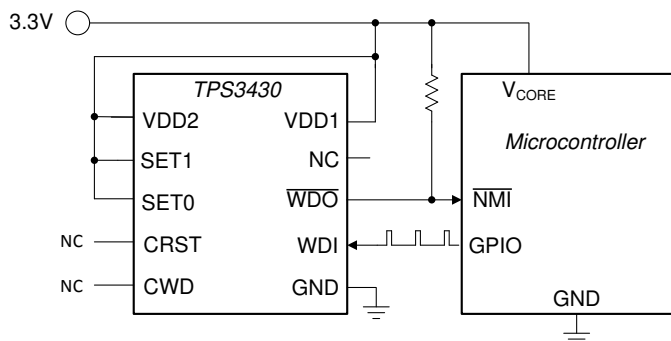 3.3V
TPS3430
VDD2
VDD1
SET1
NC
SET0
WDO
NC
CRST
WDI
NC
CWD
GND
VCORE
Microcontroller
NMI
GPIO
GND